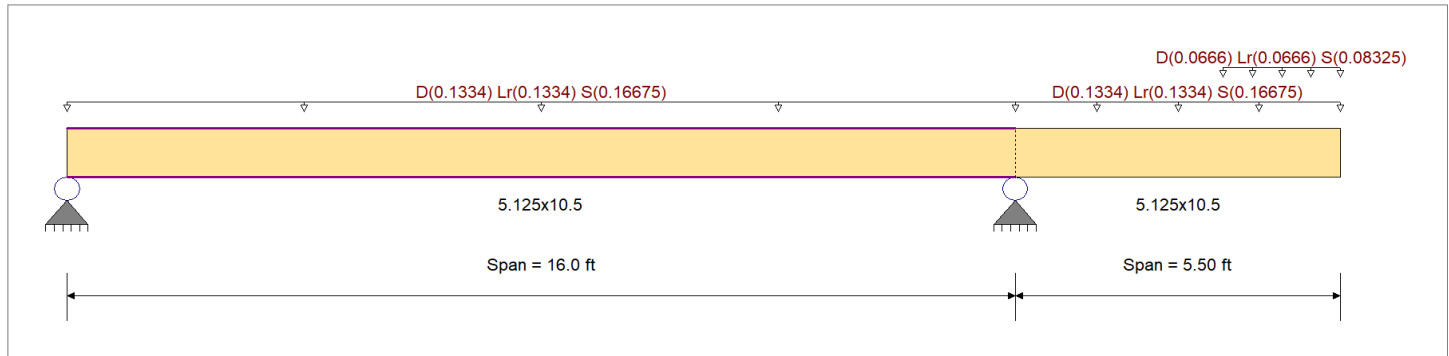 D(0.0666) Lr(0.0666) S(0.08325)
D(0.1334) Lr(0.1334) S(0.16675)
D(0.1334) Lr(0.1334) S(0.16675)
5.125x10.5
5.125x10.5
Span = 16.0 ft
Span = 5.50 ft